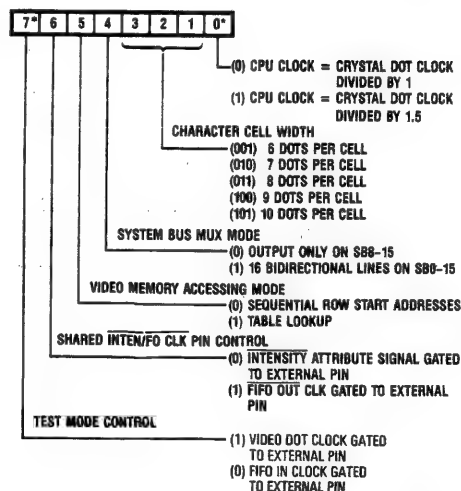 7* 6 5 4 3 2 1 0*
(0) CPU CLOCK = CRYSTAL DOT CLOCK
DIVIDED BY 1
(1) CPU CLOCK = CRYSTAL DOT CLOCK
DIVIDED BY 1.5
CHARACTER CELL WIDTH
(001) 6 DOTS PER CELL
(010) 7 DOTS PER CELL
(011) 8 DOTS PER CELL
(100) 9 DOTS PER CELL
(101) 10 DOTS PER CELL
SYSTEM BUS MUX MODE
(0) OUTPUT ONLY ON SB8–15
(1) 16 BIDIRECTIONAL LINES ON SB0–15
VIDEO MEMORY ACCESSING MODE
(0) SEQUENTIAL ROW START ADDRESSES
(1) TABLE LOOKUP
SHARED INTEN/FO CLK PIN CONTROL
(0) INTENSITY ATTRIBUTE SIGNAL GATED
TO EXTERNAL PIN
(1) FIFO OUT CLK GATED TO EXTERNAL
PIN
TEST MODE CONTROL
(1) VIDEO DOT CLOCK GATED
TO EXTERNAL PIN
(0) FIFO IN CLOCK GATED
TO EXTERNAL PIN